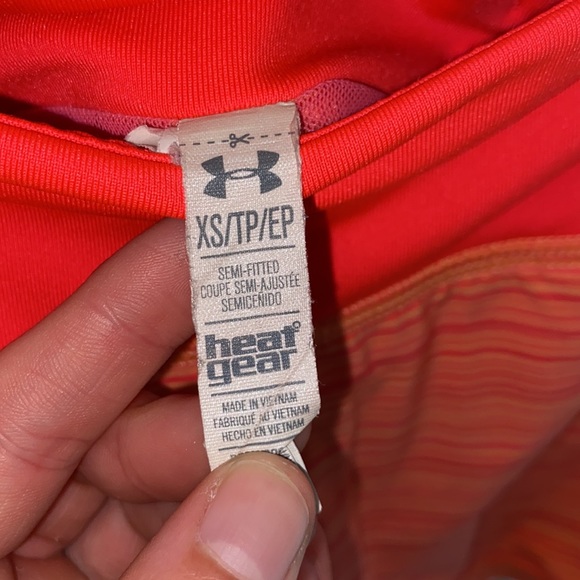 XS/TP/EP
SEMI-FITTED
COUPE SEMI-AJUSTÉE
SEMICEÑIDO
heat
gear
MADE IN VIETNAM
FABRIQUÉ AU VIETNAM
HECHO EN VIETNAM